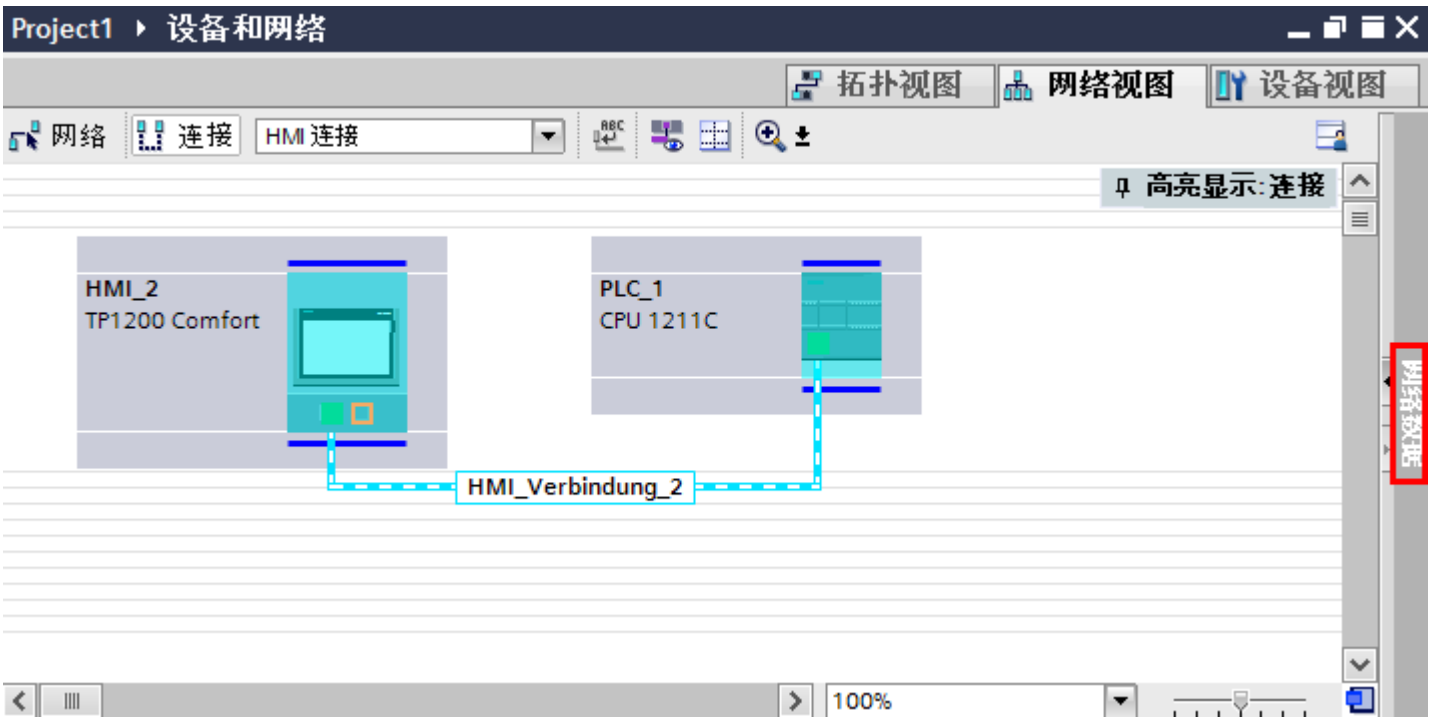 Project1 ▸ 设备和网络
拓扑视图 网络视图 设备视图
网络 连接 HMI 连接
高亮显示:连接
HMI_2
TP1200 Comfort
PLC_1
CPU 1211C
网络数据
HMI_Verbindung_2
100%